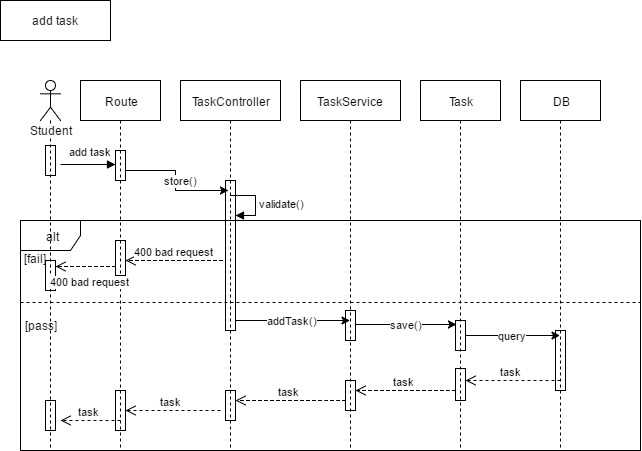 add task
Student
Route
TaskController
TaskService
Task
DB
add task
store()
validate()
alt
[fail]
400 bad request
400 bad request
[pass]
addTask()
save()
query
task
task
task
task
task